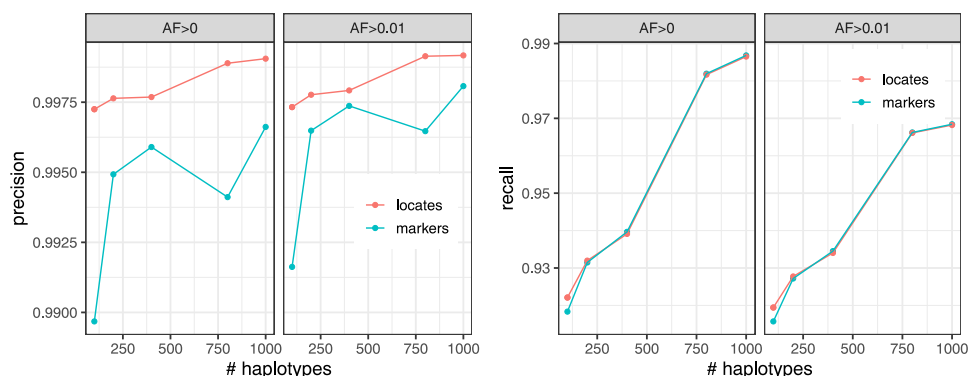 AF>0
AF>0.01
0.9975
0.9950
0.9925
0.9900
precision
locates
markers
250
500
750
1000
250
500
750
1000
# haplotypes
AF>0
AF>0.01
0.99
0.97
0.95
0.93
recall
locates
markers
250
500
750
1000
250
500
750
1000
# haplotypes